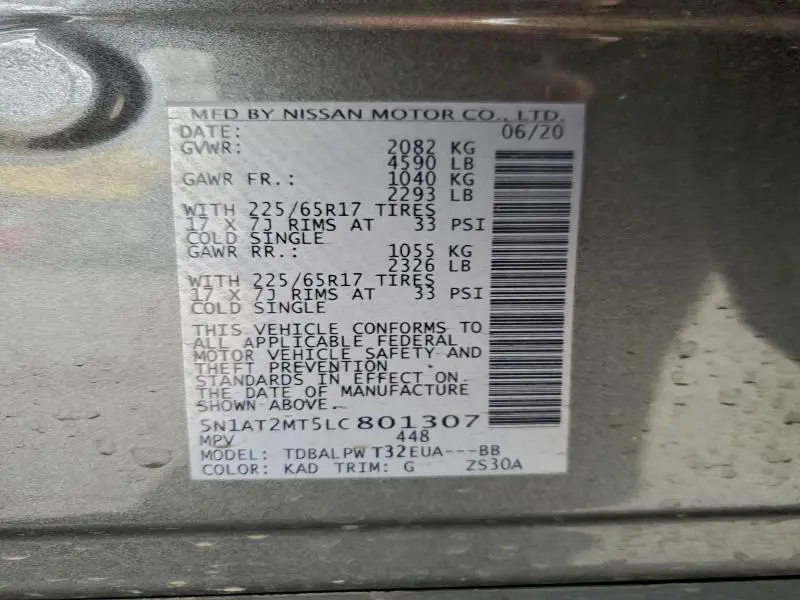 MFD BY NISSAN MOTOR CO., LTD.
DATE: 06/20
GVWR: 2082 KG
4590 LB
GAWR FR.: 1040 KG
2293 LB
WITH 225/65R17 TIRES
17 X 7J RIMS AT 33 PSI
COLD SINGLE
GAWR RR.: 1055 KG
2326 LB
WITH 225/65R17 TIRES
17 X 7J RIMS AT 33 PSI
COLD SINGLE
THIS VEHICLE CONFORMS TO
ALL APPLICABLE FEDERAL
MOTOR VEHICLE SAFETY AND
THEFT PREVENTION
STANDARDS IN EFFECT ON
THE DATE OF MANUFACTURE
SHOWN ABOVE.
5N1AT2MT5LC801307
MPV 448
MODEL: TDBALPW T32EUA---BB
COLOR: KAD TRIM: G ZS30A